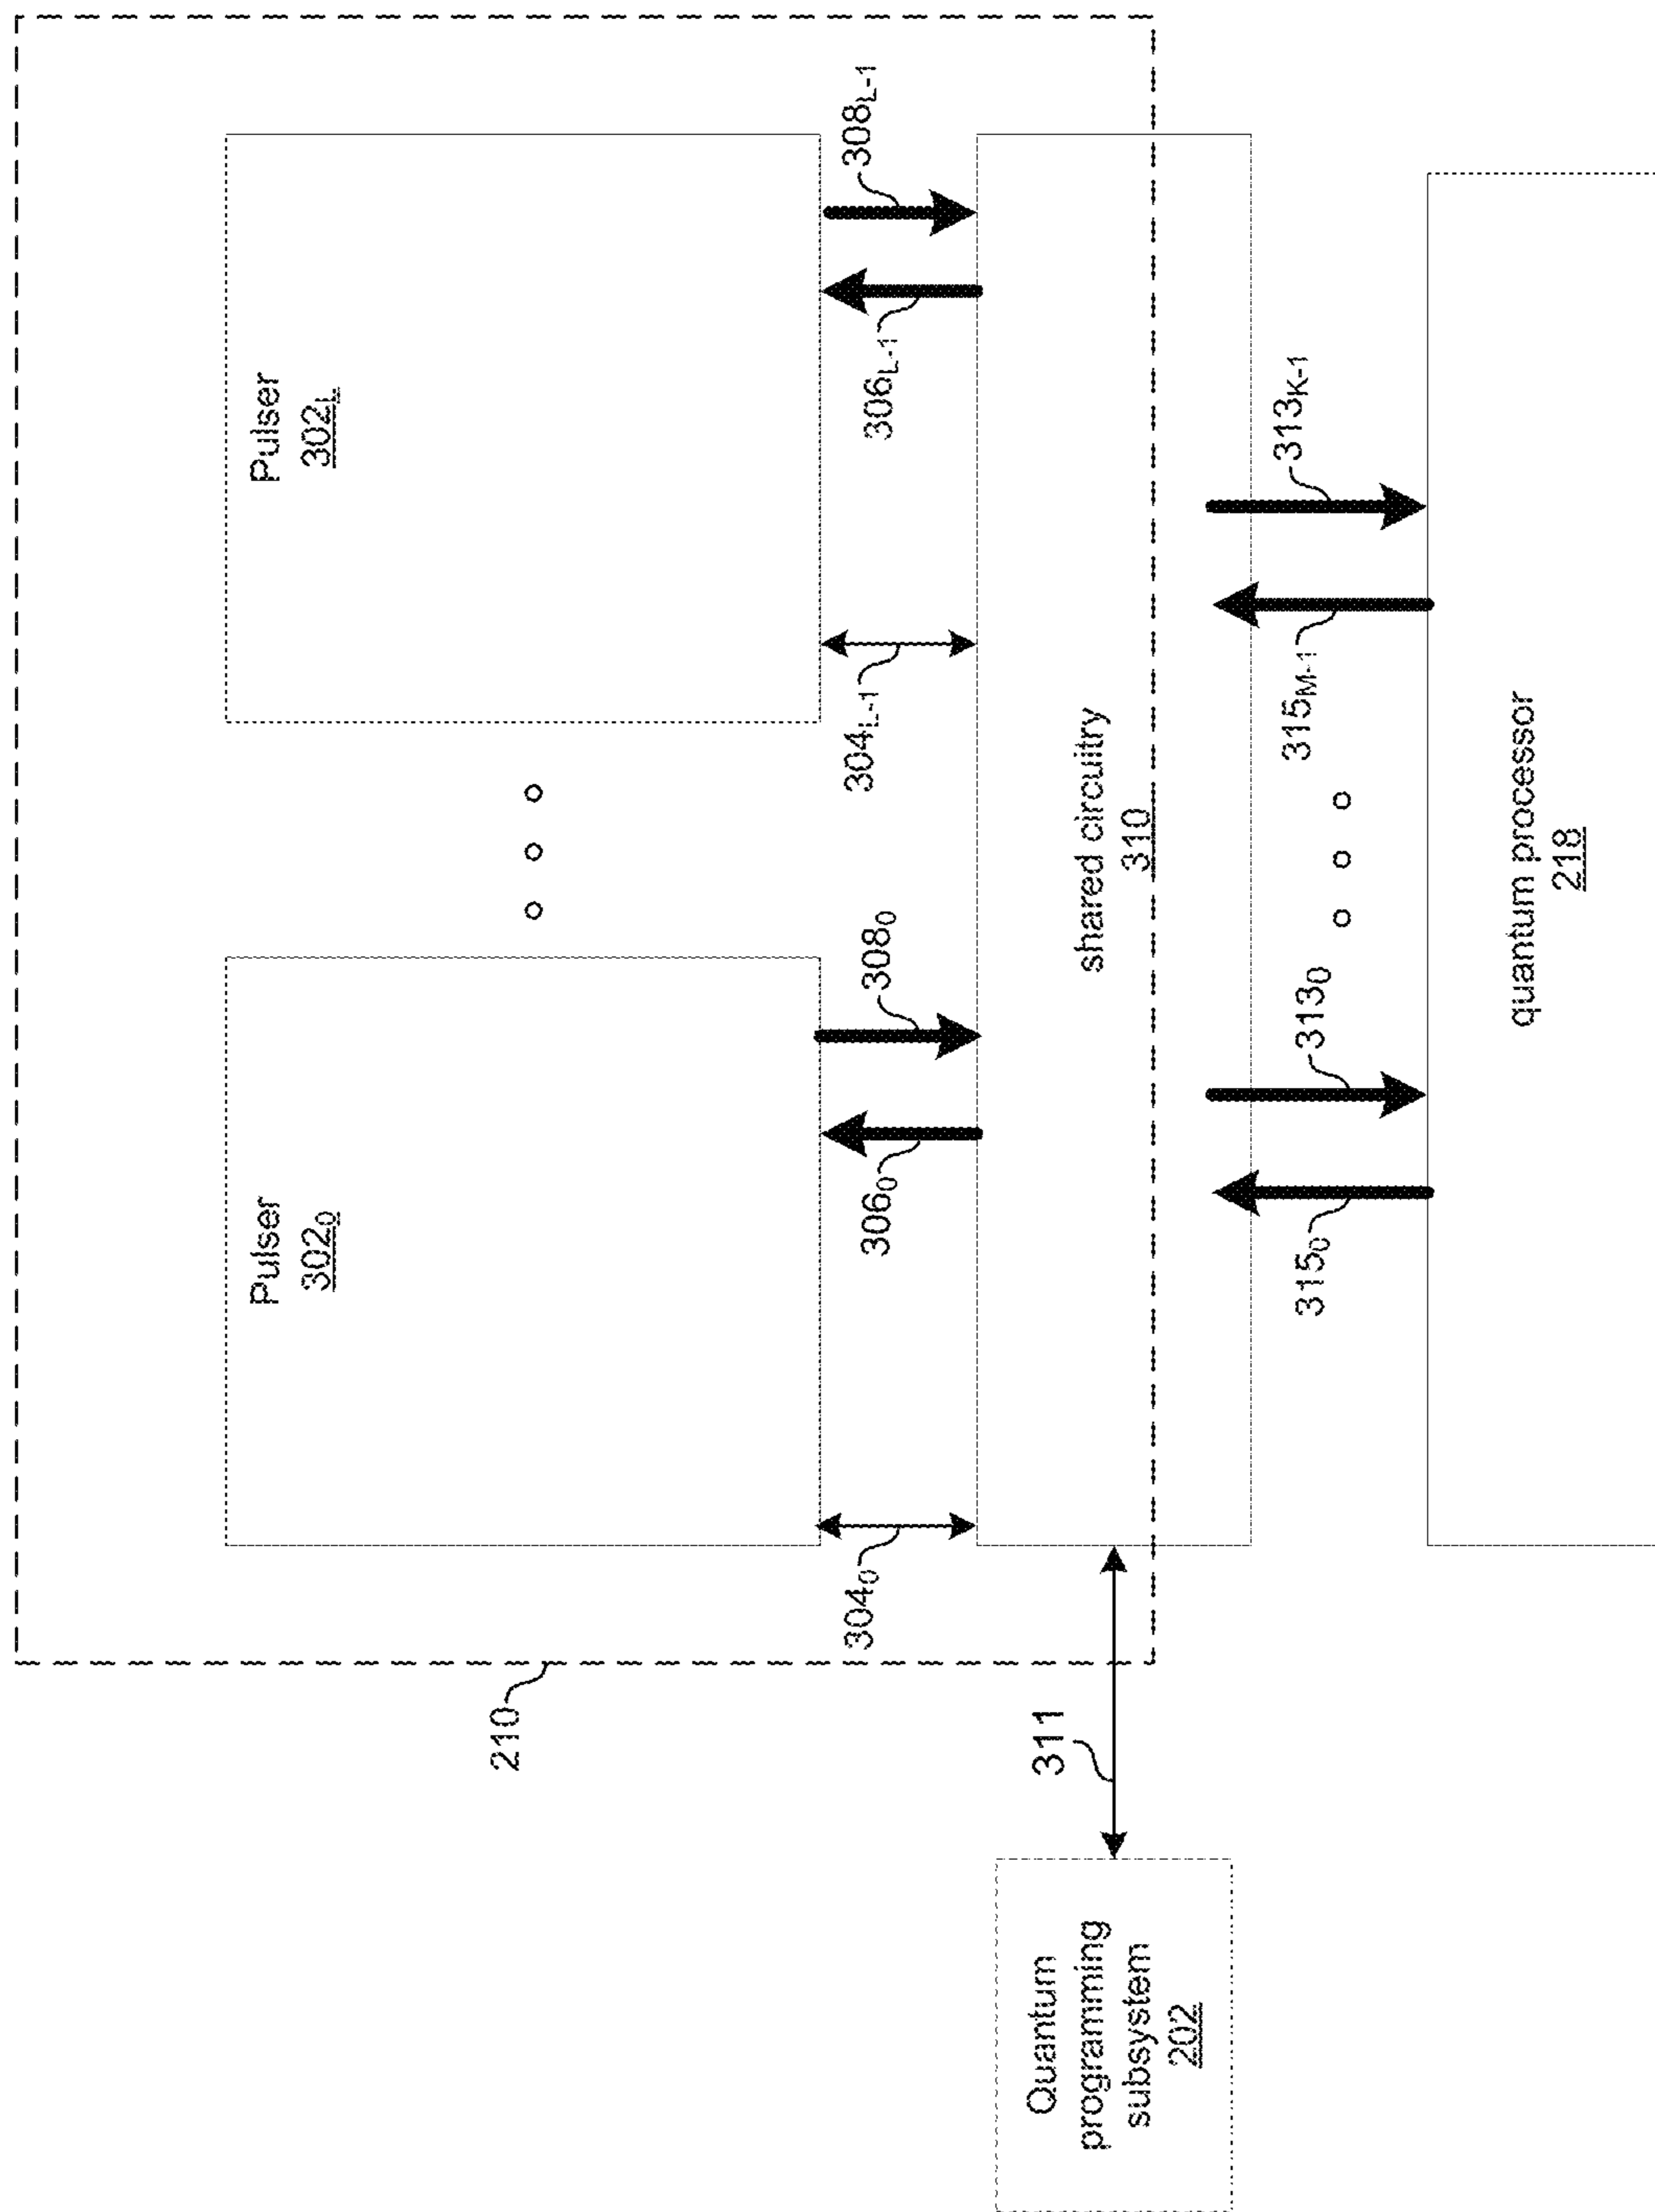 210
Pulser
302₀
Pulser
302L
304₀
306₀
308₀
304L-1
306L-1
308L-1
311
shared circuitry
310
Quantum
programming
subsystem
202
315₀
313₀
315M-1
313K-1
quantum processor
218